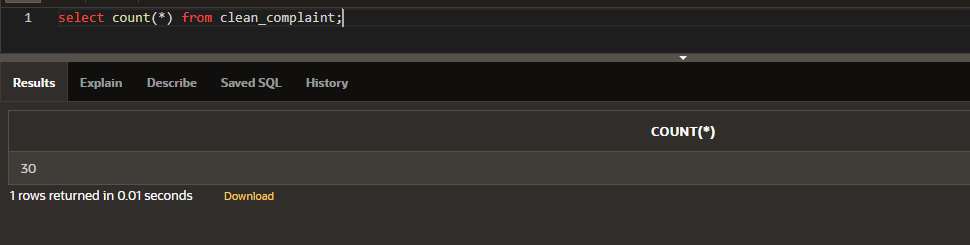 1 select count(*) from clean_complaint;
Results Explain Describe Saved SQL History
COUNT(*)
30
1 rows returned in 0.01 seconds Download